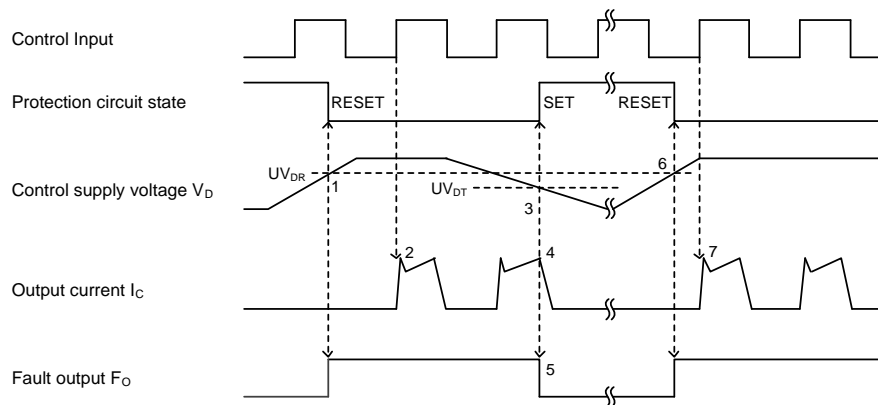 Control Input
Protection circuit state
RESET
SET
RESET
UVDR
1
6
Control supply voltage VD
UVDT
3
2
4
7
Output current IC
5
Fault output FO